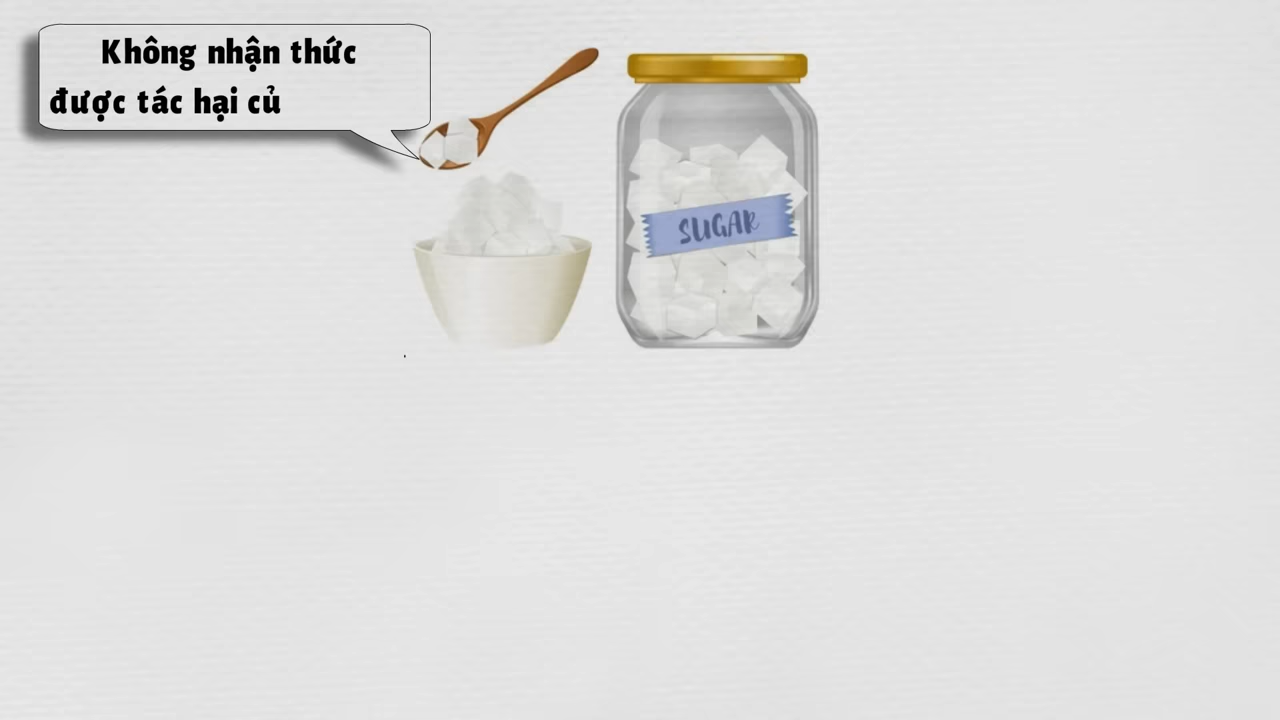 Không nhận thức
được tác hại củ
SUGAR